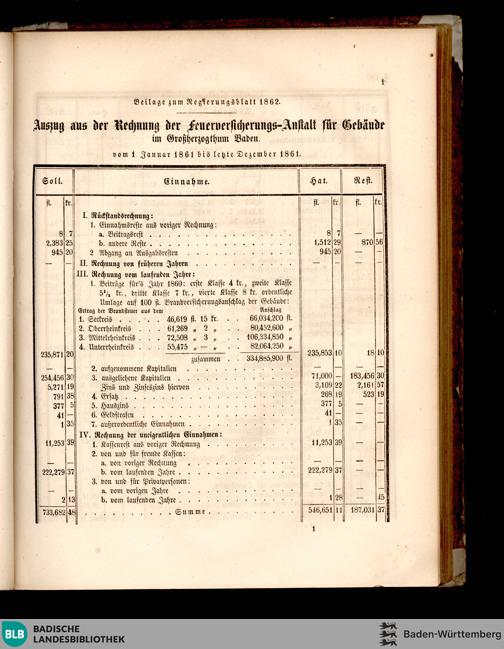 1
Beilage zum Regierungsblatt 1862.
Auszug aus der Rechnung der Feuerversicherungs-Anstalt für Gebäude
im Großherzogthum Baden.
vom 1 Januar 1861 bis letzte Dezember 1861.
Soll. Einnahme. Hat. Rest.
fl. kr. fl. kr. fl. kr.
I. Rückstandsrechnung:
1. Einnahmsreste aus voriger Rechnung:
8 7 a. Beitragsrest 8 7 —
2,383 25 b. andere Reste 1,512 29 870 56
945 20 2 Abgang an Ausgabsresten 945 20 —
— — II. Rechnung von früheren Jahren — — — —
III. Rechnung vom laufenden Jahre:
1. Beiträge für's Jahr 1860: erste Klasse 4 kr., zweite Klasse
5¼ kr., dritte Klasse 7 kr., vierte Klasse 8 kr. ordentliche
Umlage auf 100 fl. Brandversicherungsanschlag der Gebäude:
Ertrag der Brandsteuer aus dem Anschlag
1. Seekreis 46,619 fl. 15 kr. 66,034,200 fl.
2. Oberrheinkreis 61,269 „ 2 „ 80,452,600 „
3. Mittelrheinkreis 72,508 „ 3 „ 106,334,850 „
4. Unterrheinkreis 55,475 „ — „ 82,064,250 „
235,871 20 zusammen 334,885,900 fl. 235,853 10 18 10
— — 2. aufgenommene Kapitalien — — — —
254,456 30 3. ausgeliehene Kapitalien 71,000 — 183,456 30
5,271 19 Zins und Zinseszins hiervon 3,109 22 2,161 57
791 38 4. Ersatz 268 19 523 19
377 5 5. Hauszins 377 5
41 — 6. Geldstrafen 41 —
1 35 7. außerordentliche Einnahmen 1 35
IV. Rechnung der uneigentlichen Einnahmen:
11,253 39 1. Kassenrest aus voriger Rechnung 11,253 39 —
2. von und für fremde Kassen:
— — a. von voriger Rechnung — — — —
222,279 37 b. vom laufenden Jahre 222,279 37 — —
3. von und für Privatpersonen:
— — a. vom vorigen Jahre — — — —
2 13 b. vom laufenden Jahre 1 28 — 45
733,682 48 Summe 546,651 11 187,031 37
1
BLB BADISCHE
LANDESBIBLIOTHEK
Baden-Württemberg